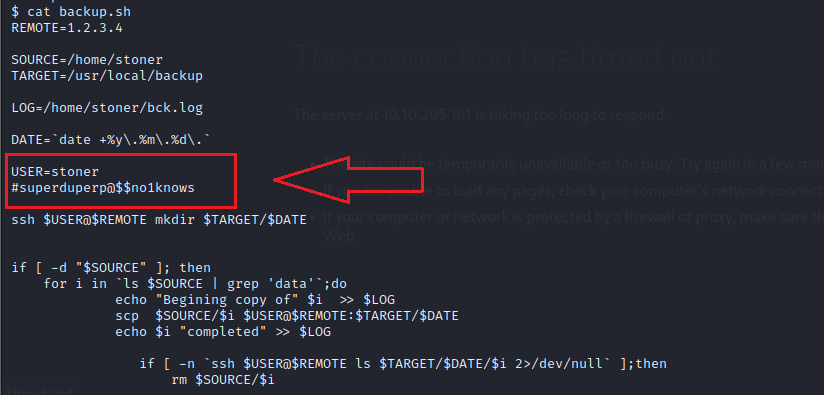 $ cat backup.sh
REMOTE=1.2.3.4
SOURCE=/home/stoner
TARGET=/usr/local/backup
LOG=/home/stoner/bck.log
DATE=`date +%y\.%m\.%d\.`
USER=stoner
#superduperp@$$no1knows
ssh $USER@$REMOTE mkdir $TARGET/$DATE
if [ -d "$SOURCE" ]; then
for i in `ls $SOURCE | grep 'data'`;do
echo "Begining copy of" $i >> $LOG
scp $SOURCE/$i $USER@$REMOTE:$TARGET/$DATE
echo $i "completed" >> $LOG
if [ -n `ssh $USER@$REMOTE ls $TARGET/$DATE/$i 2>/dev/null` ];then
rm $SOURCE/$i
The connection has timed out
The server at 10.10.205.161 is taking too long to respond.
could be temporarily unavailable or too busy. Try again in a few mo
to load any pages, check your computer's network connect
If your computer or network is protected by a firewall or proxy, make sure th
Web.
Timed Out